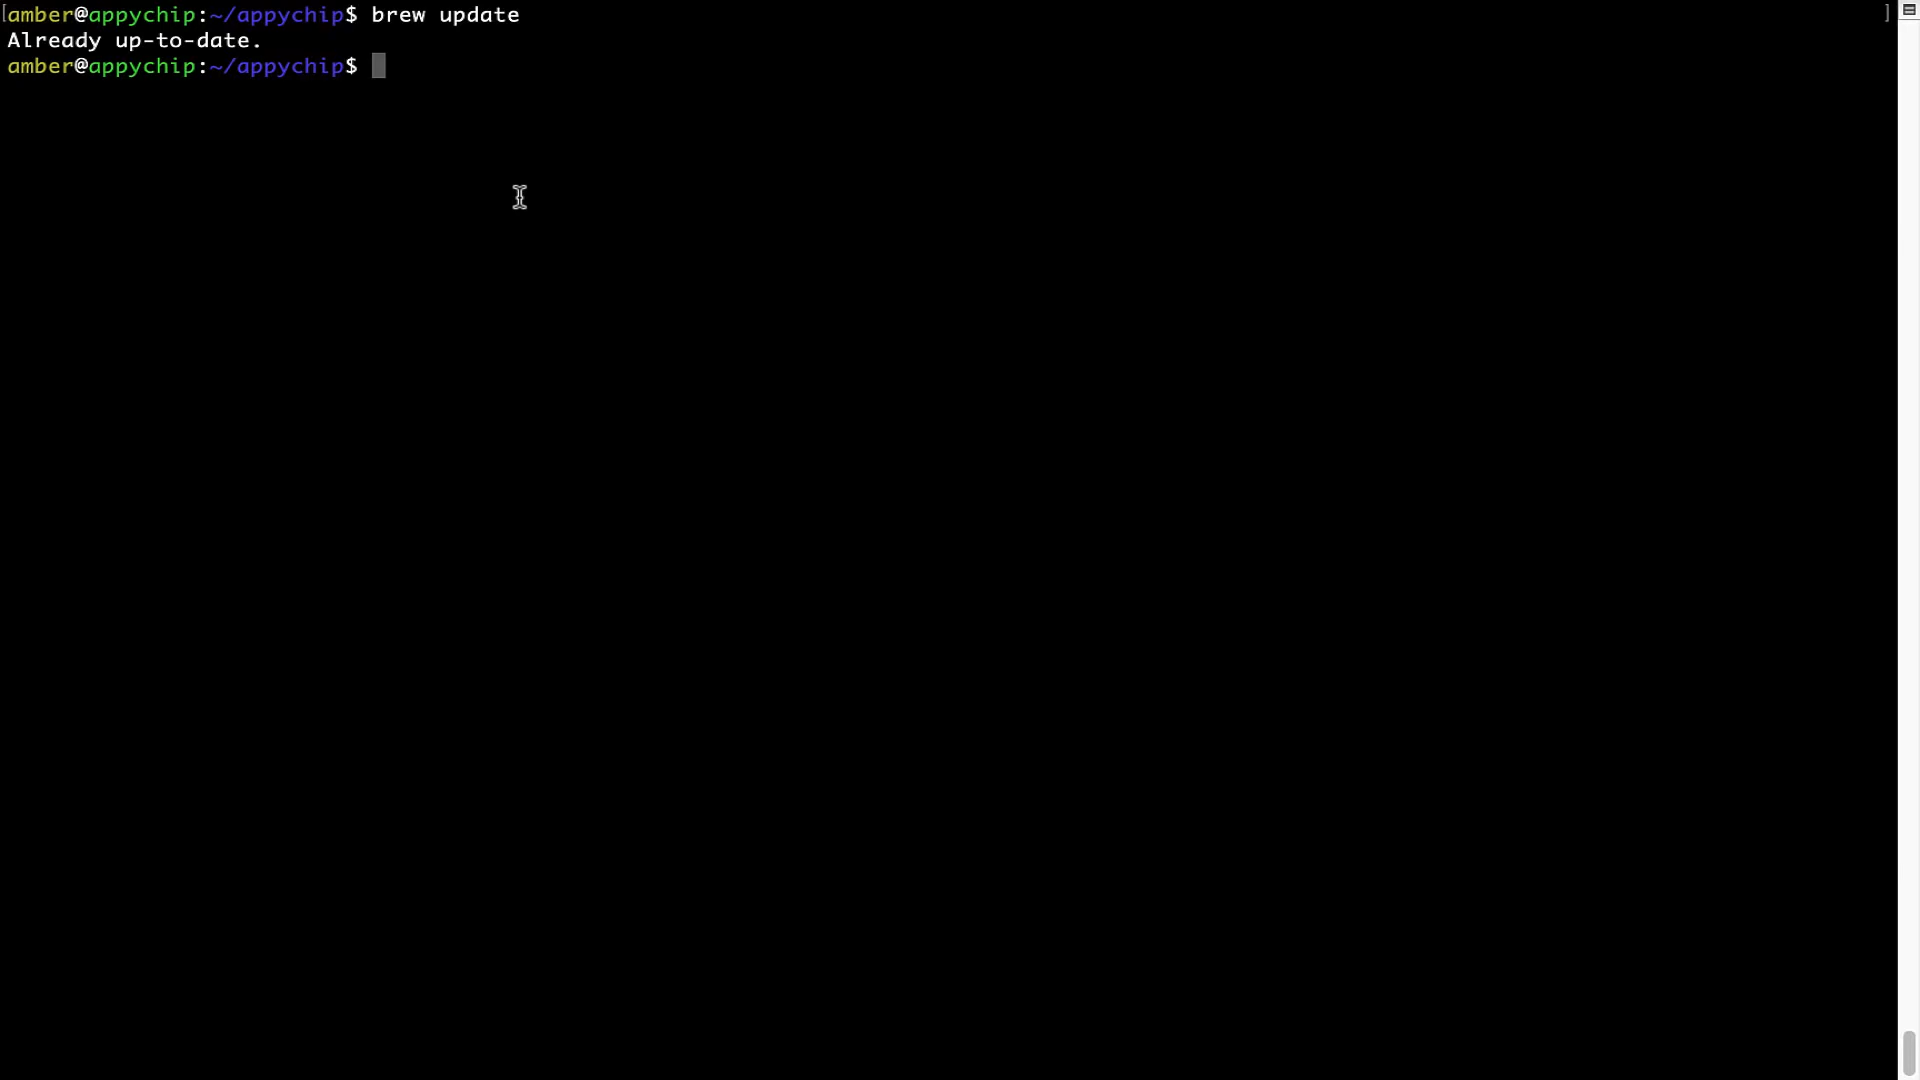 [amber@appychip:~/appychip$ brew update ]
Already up-to-date.
amber@appychip:~/appychip$